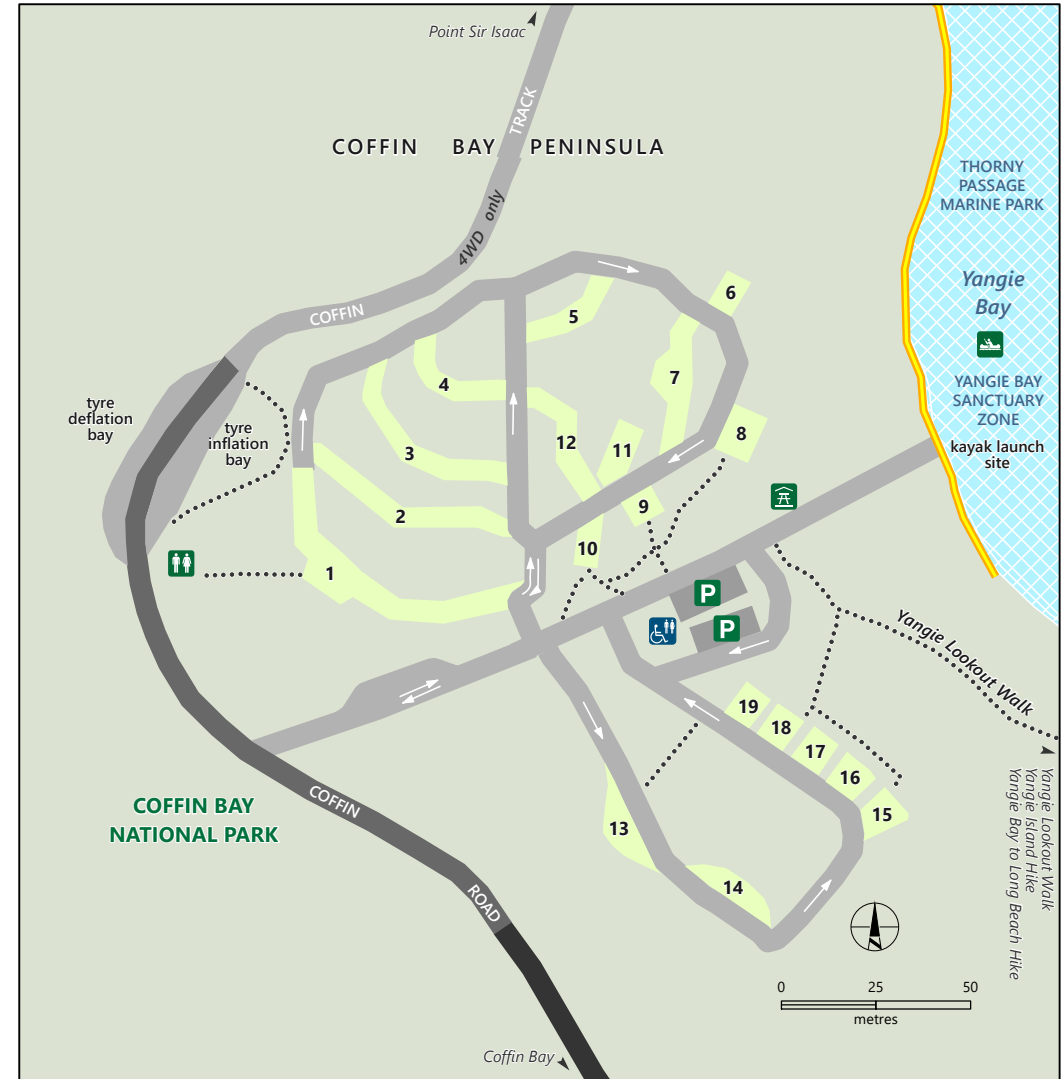 Point Sir Isaac
TRACK
COFFIN BAY PENINSULA
4WD only
THORNY
PASSAGE
MARINE PARK
Yangie
Bay
YANGIE BAY
SANCTUARY
ZONE
kayak launch
site
COFFIN
tyre
deflation
bay
tyre
inflation
bay
1
2
3
4
5
6
7
8
9
10
11
12
P
P
Yangie Lookout Walk
13
14
15
16
17
18
19
COFFIN BAY
NATIONAL PARK
COFFIN
ROAD
Yangie Lookout Walk
Yangie Island Hike
Yangie Bay to Long Beach Hike
N
0 25 50
metres
Coffin Bay